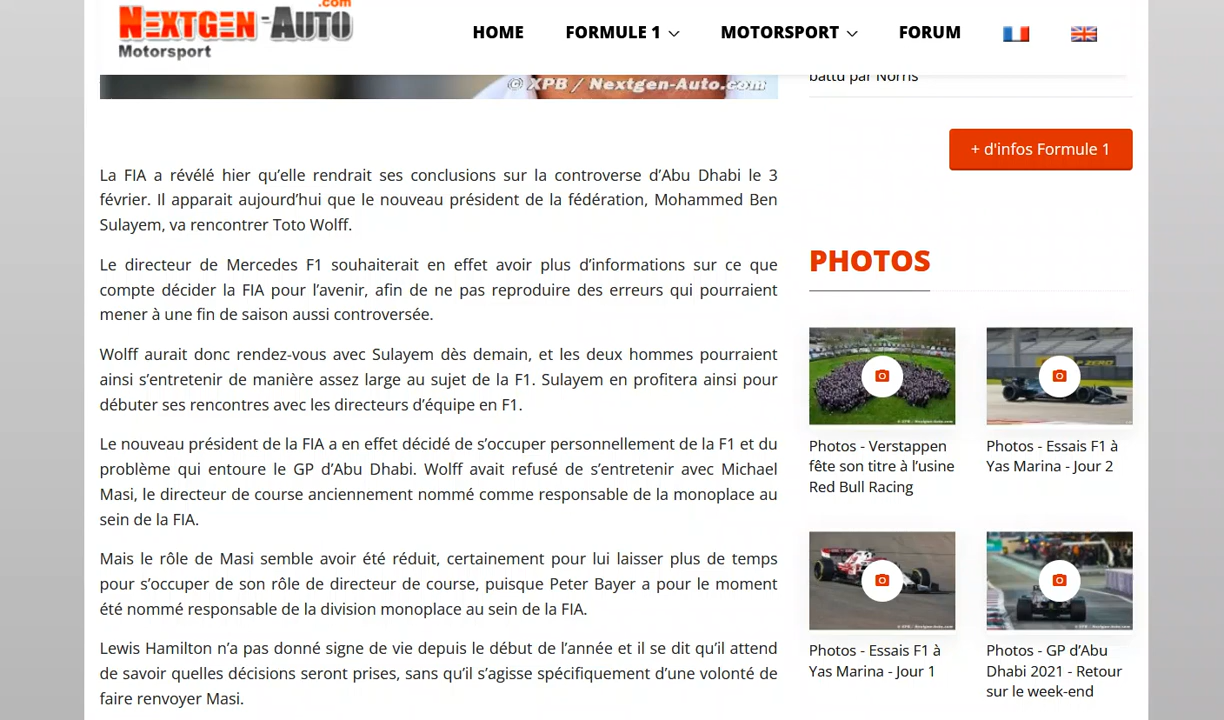 .com
NEXTGEN-AUTO
Motorsport
HOME
FORMULE 1
MOTORSPORT
FORUM
© XPB / Nextgen-Auto.com
battu par Norris
+ d'infos Formule 1
La FIA a révélé hier qu’elle rendrait ses conclusions sur la controverse d’Abu Dhabi le 3
février. Il apparait aujourd’hui que le nouveau président de la fédération, Mohammed Ben
Sulayem, va rencontrer Toto Wolff.
Le directeur de Mercedes F1 souhaiterait en effet avoir plus d’informations sur ce que
compte décider la FIA pour l’avenir, afin de ne pas reproduire des erreurs qui pourraient
mener à une fin de saison aussi controversée.
Wolff aurait donc rendez-vous avec Sulayem dès demain, et les deux hommes pourraient
ainsi s’entretenir de manière assez large au sujet de la F1. Sulayem en profitera ainsi pour
débuter ses rencontres avec les directeurs d’équipe en F1.
Le nouveau président de la FIA a en effet décidé de s’occuper personnellement de la F1 et du
problème qui entoure le GP d’Abu Dhabi. Wolff avait refusé de s’entretenir avec Michael
Masi, le directeur de course anciennement nommé comme responsable de la monoplace au
sein de la FIA.
Mais le rôle de Masi semble avoir été réduit, certainement pour lui laisser plus de temps
pour s’occuper de son rôle de directeur de course, puisque Peter Bayer a pour le moment
été nommé responsable de la division monoplace au sein de la FIA.
Lewis Hamilton n’a pas donné signe de vie depuis le début de l’année et il se dit qu’il attend
de savoir quelles décisions seront prises, sans qu’il s’agisse spécifiquement d’une volonté de
faire renvoyer Masi.
PHOTOS
Photos - Verstappen
fête son titre à l’usine
Red Bull Racing
Photos - Essais F1 à
Yas Marina - Jour 2
Photos - Essais F1 à
Yas Marina - Jour 1
Photos - GP d’Abu
Dhabi 2021 - Retour
sur le week-end